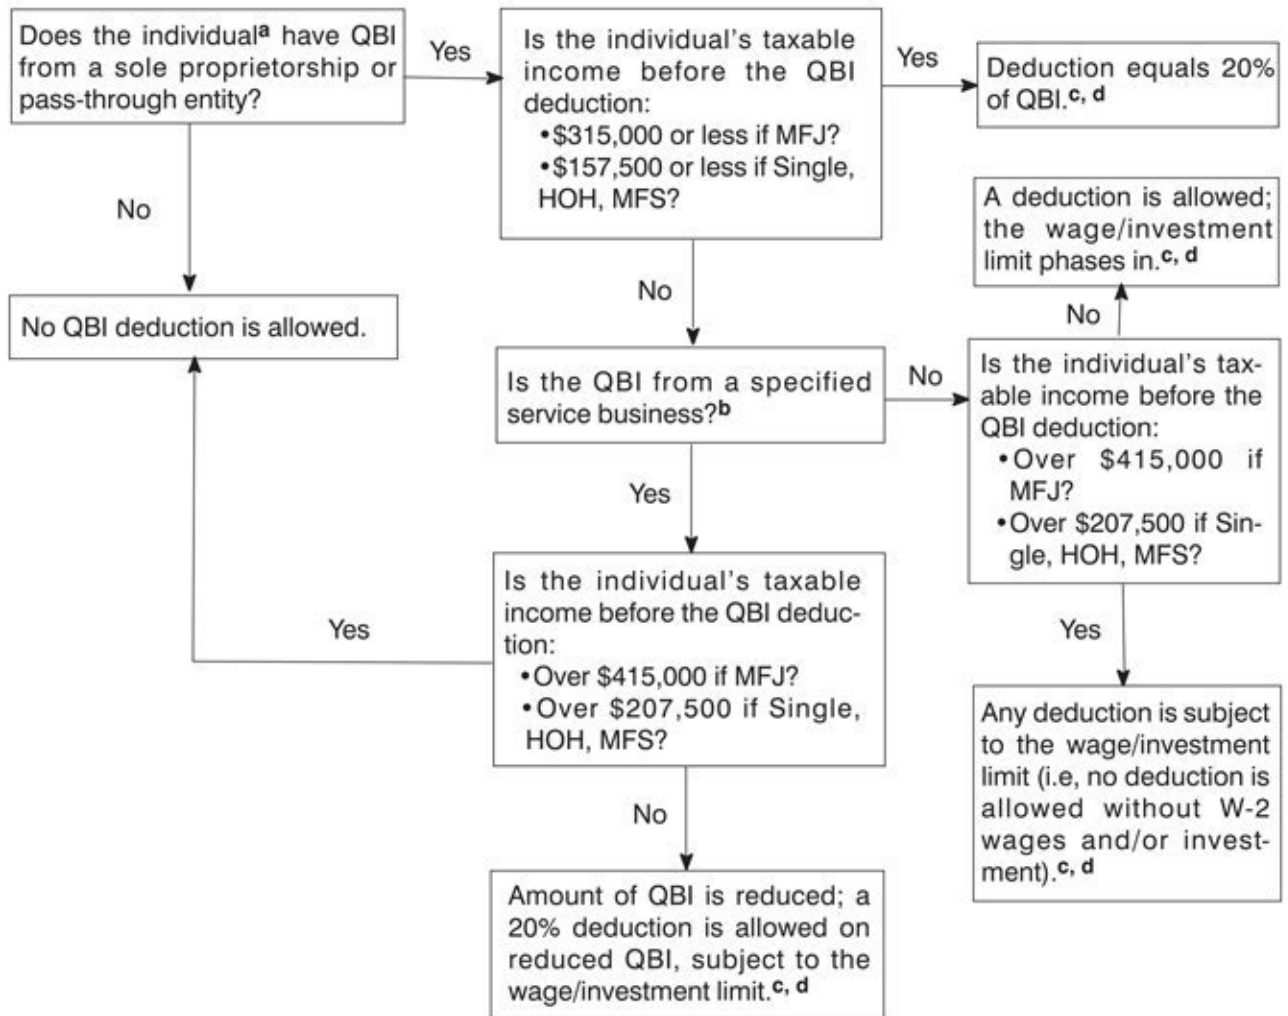 Does the individualᵃ have QBI
from a sole proprietorship or
pass-through entity?
Yes
Is the individual's taxable
income before the QBI
deduction:
•$315,000 or less if MFJ?
•$157,500 or less if Single,
HOH, MFS?
Yes
Deduction equals 20%
of QBI.c, d
No
No QBI deduction is allowed.
No
Is the QBI from a specified
service business?b
No
Is the individual's tax-
able income before the
QBI deduction:
•Over $415,000 if
MFJ?
•Over $207,500 if Sin-
gle, HOH, MFS?
No
A deduction is allowed;
the wage/investment
limit phases in.c, d
Yes
Any deduction is subject
to the wage/investment
limit (i.e, no deduction is
allowed without W-2
wages and/or invest-
ment).c, d
Yes
Is the individual's taxable
income before the QBI deduc-
tion:
•Over $415,000 if MFJ?
•Over $207,500 if Single,
HOH, MFS?
Yes
No
Amount of QBI is reduced; a
20% deduction is allowed on
reduced QBI, subject to the
wage/investment limit.c, d